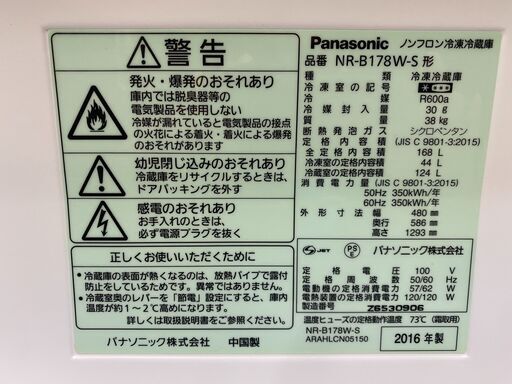 警告
発火・爆発のおそれあり
庫内では脱臭器等の
電気製品を使用しない
冷媒が漏れていると電気製品の接点
の火花による着火・着火による爆発
のおそれあり
幼児閉じ込みのおそれあり
冷蔵庫をリサイクルするときは、
ドアパッキングを外す
感電のおそれあり
お手入れのときは、
必ず電源プラグを抜く
正しくお使いいただくために
・冷蔵庫の表面が熱くなるのは、放熱パイプで露付
防止をしているためです。異常ではありません。
・冷蔵室奥のレバーを「節電」設定にすると、庫内
温度が約1〜2℃高めになります。
詳しくは取扱説明書をご覧ください。
パナソニック株式会社 中国製
Panasonic ノンフロン冷凍冷蔵庫
品番 NR-B178W-S 形
種類 冷凍冷蔵庫
冷凍室の記号 ****
冷媒 R600a
冷媒封入量 30 g
質量 38 kg
断熱発泡ガス シクロペンタン
定格内容積 (JIS C 9801-3:2015)
全定格内容積 168 L
冷凍室の定格内容積 44 L
冷蔵室の定格内容積 124 L
消費電力量 (JIS C 9801-3:2015)
50Hz 350kWh/年
60Hz 350kWh/年
外形寸法 幅 480 mm
奥行 586 mm
高さ 1293 mm
JET PSE パナソニック株式会社
定格電圧 100 V
定格周波数 50/60 Hz
電動機の定格消費電力 57/62 W
電熱装置の定格消費電力 120/120 W
製造番号 Z6530906
温度ヒューズの定格動作温度 73℃ (霜取用)
NR-B178W-S
ARAHLCN05150
2016 年製